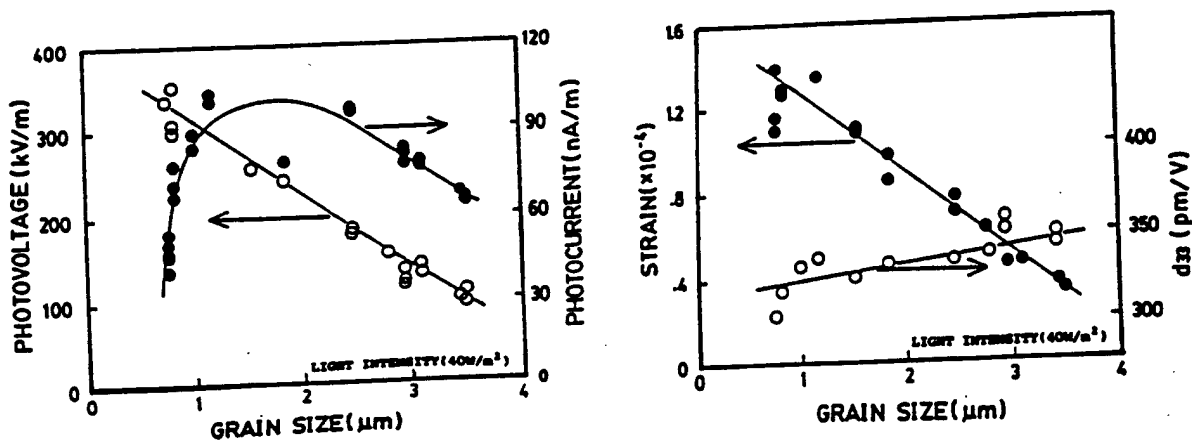 400
300
200
100
0
PHOTOVOLTAGE(kV/m)
120
90
60
30
0
PHOTOCURRENT(nA/m)
LIGHT INTENSITY(40W/m²)
0 1 2 3 4
GRAIN SIZE(μm)
1.6
1.2
.8
.4
0
STRAIN(×10⁻⁴)
400
350
300
d33 (pm/V)
LIGHT INTENSITY(40W/m²)
0 1 2 3 4
GRAIN SIZE(μm)